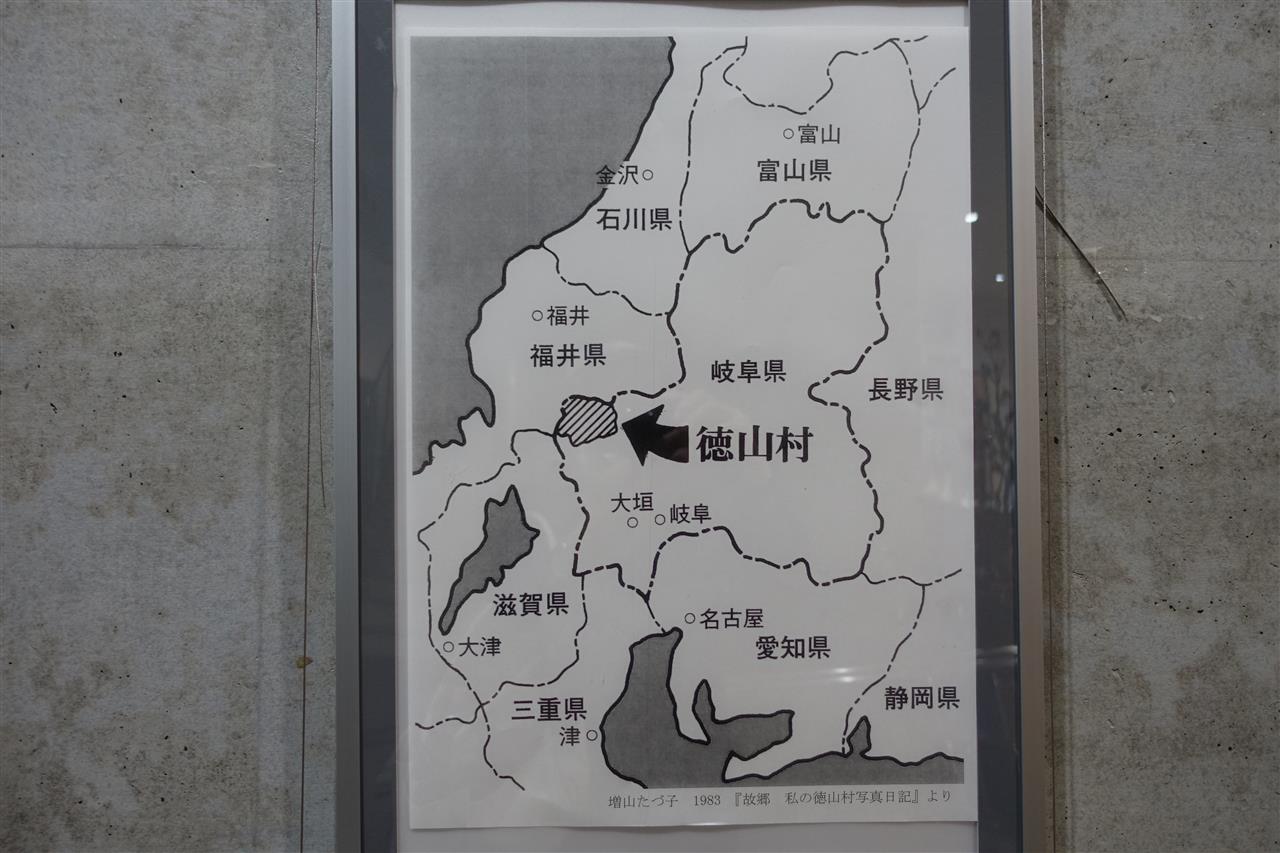 富山
富山県
金沢
石川県
福井
福井県
岐阜県
長野県
徳山村
大垣
岐阜
滋賀県
名古屋
大津
愛知県
三重県
静岡県
津
増山たづ子 1983 『故郷 私の徳山村写真日記』より